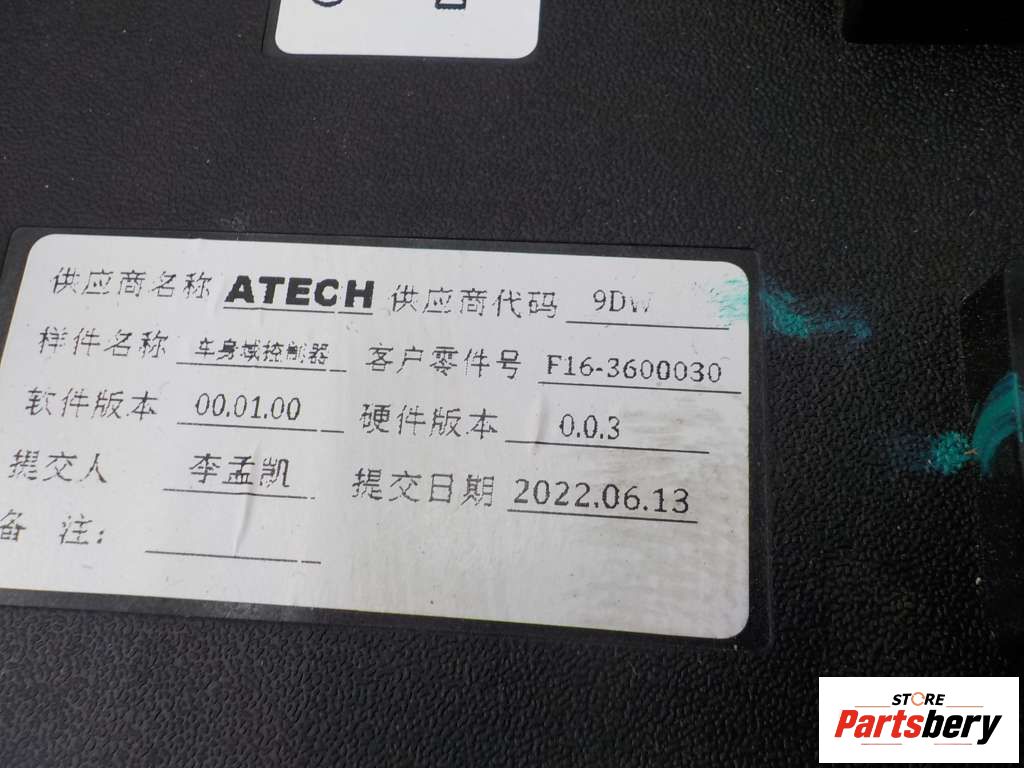 供应商名称 ATECH 供应商代码 9DW
样件名称 车身域控制器 客户零件号 F16-3600030
软件版本 00.01.00 硬件版本 0.0.3
提交人 李孟凯 提交日期 2022.06.13
备 注:
STORE
Partsbery